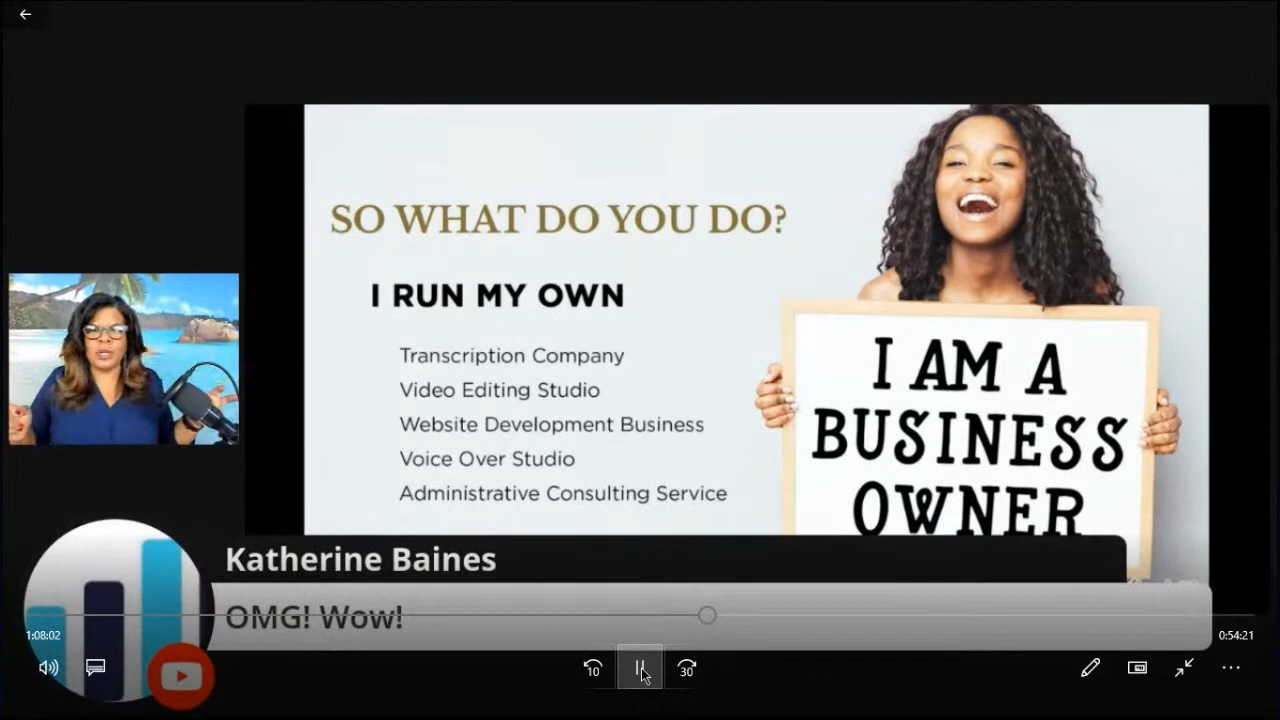 SO WHAT DO YOU DO?
I RUN MY OWN
Transcription Company
Video Editing Studio
Website Development Business
Voice Over Studio
Administrative Consulting Service
I AM A
BUSINESS
OWNER
Katherine Baines
OMG! Wow!
1:08:02
0:54:21
10
30